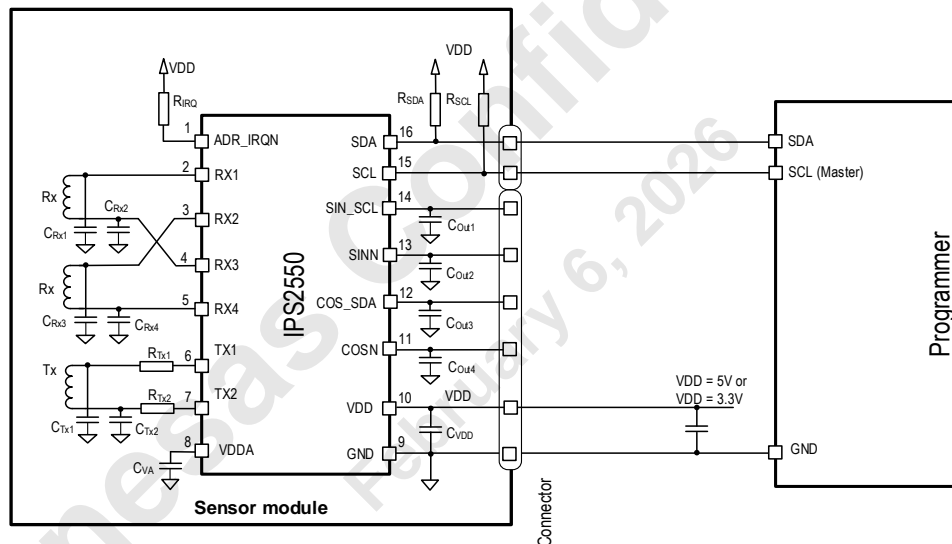 Renesas Confid
February 6, 2026
VDD
VDD
RIRQ
RSDA
RSCL
1
ADR_IRQN
2
RX1
3
RX2
4
RX3
5
RX4
6
TX1
7
TX2
8
VDDA
IPS2550
SDA
16
SCL
15
SIN_SCL
14
SINN
13
COS_SDA
12
COSN
11
VDD
10
GND
9
Rx
CRx1
CRx2
Rx
CRx3
CRx4
Tx
RTx1
RTx2
CTx1
CTx2
CVA
COut1
COut2
COut3
COut4
VDD
CVDD
Sensor module
Connector
VDD = 5V or
VDD = 3.3V
SDA
SCL (Master)
GND
Programmer